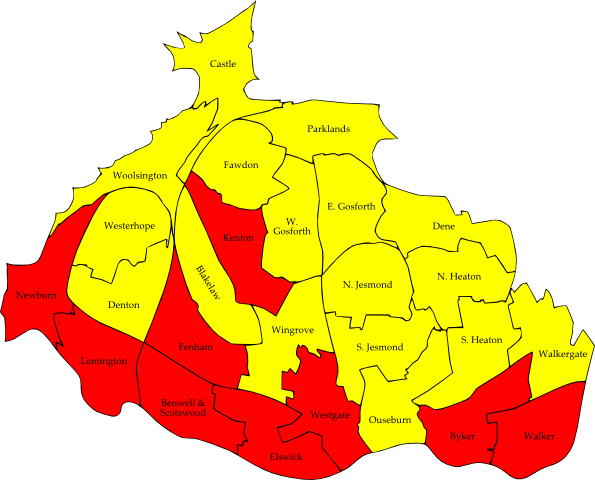 Castle
Parklands
Fawdon
Woolsington
E. Gosforth
W.
Gosforth
Westerhope
Dene
Kenton
N. Heaton
Blakelaw
N. Jesmond
Newburn
Denton
Wingrove
S. Heaton
Fenham
S. Jesmond
Walkergate
Lemington
Benwell &
Scotswood
Westgate
Ouseburn
Byker
Walker
Elswick